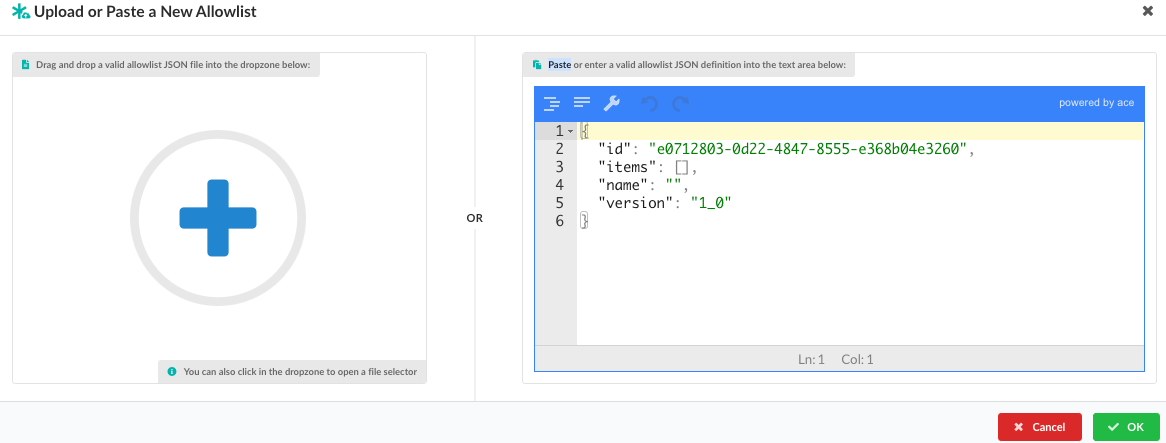 Upload or Paste a New Allowlist
Drag and drop a valid allowlist JSON file into the dropzone below:
You can also click in the dropzone to open a file selector
OR
Paste or enter a valid allowlist JSON definition into the text area below:
powered by ace
1 {
2 "id": "e0712803-0d22-4847-8555-e368b04e3260",
3 "items": [],
4 "name": "",
5 "version": "1_0"
6 }
Ln: 1 Col: 1
Cancel
OK